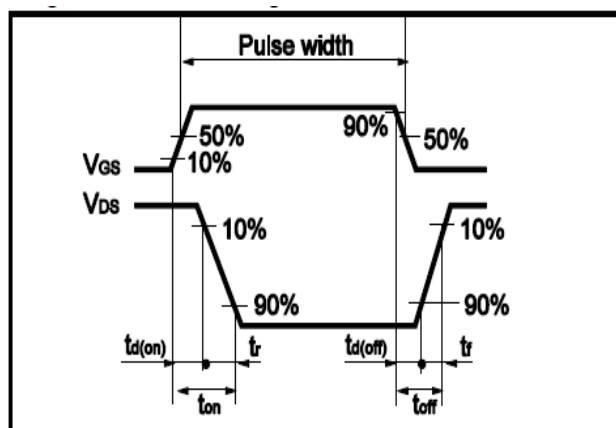 Pulse width
50%
10%
90%
50%
VGS
VDS
10%
90%
10%
90%
td(on)
tr
td(off)
tf
ton
toff